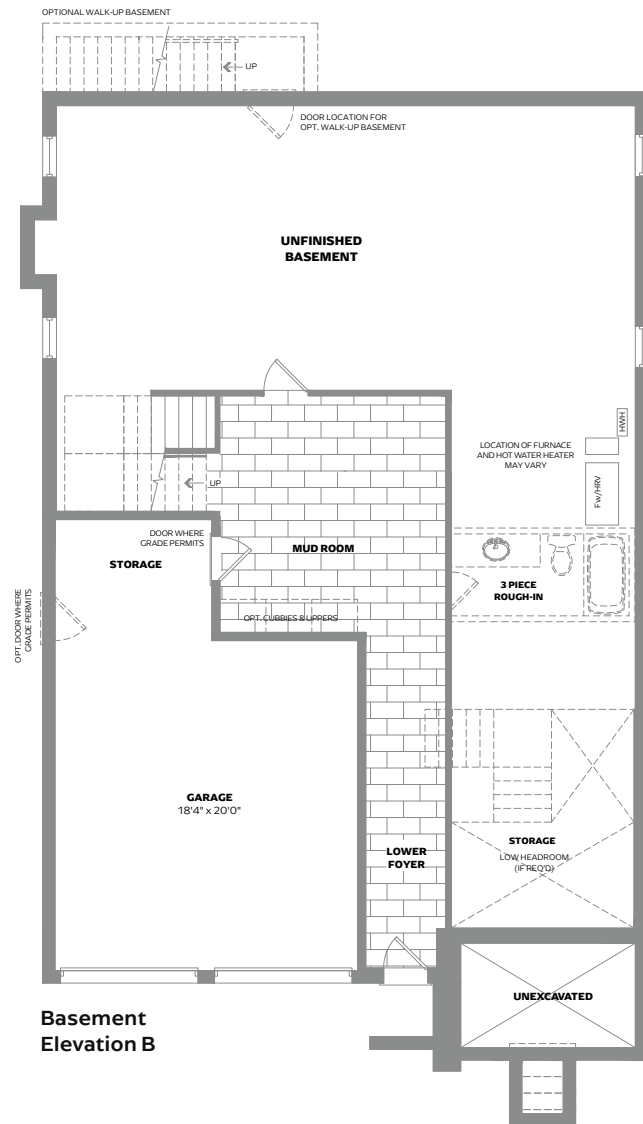 OPTIONAL WALK-UP BASEMENT
UP
DOOR LOCATION FOR
OPT. WALK-UP BASEMENT
UNFINISHED
BASEMENT
HWH
LOCATION OF FURNACE
AND HOT WATER HEATER
MAY VARY
Fw/HRV
UP
DOOR WHERE
GRADE PERMITS
STORAGE
MUD ROOM
3 PIECE
ROUGH-IN
OPT. DOOR WHERE
GRADE PERMITS
OPT. CUBBIES & UPPERS
GARAGE
18'4" x 20'0"
LOWER
FOYER
STORAGE
LOW HEADROOM
(IF REQ'D)
UNEXCAVATED
Basement
Elevation B